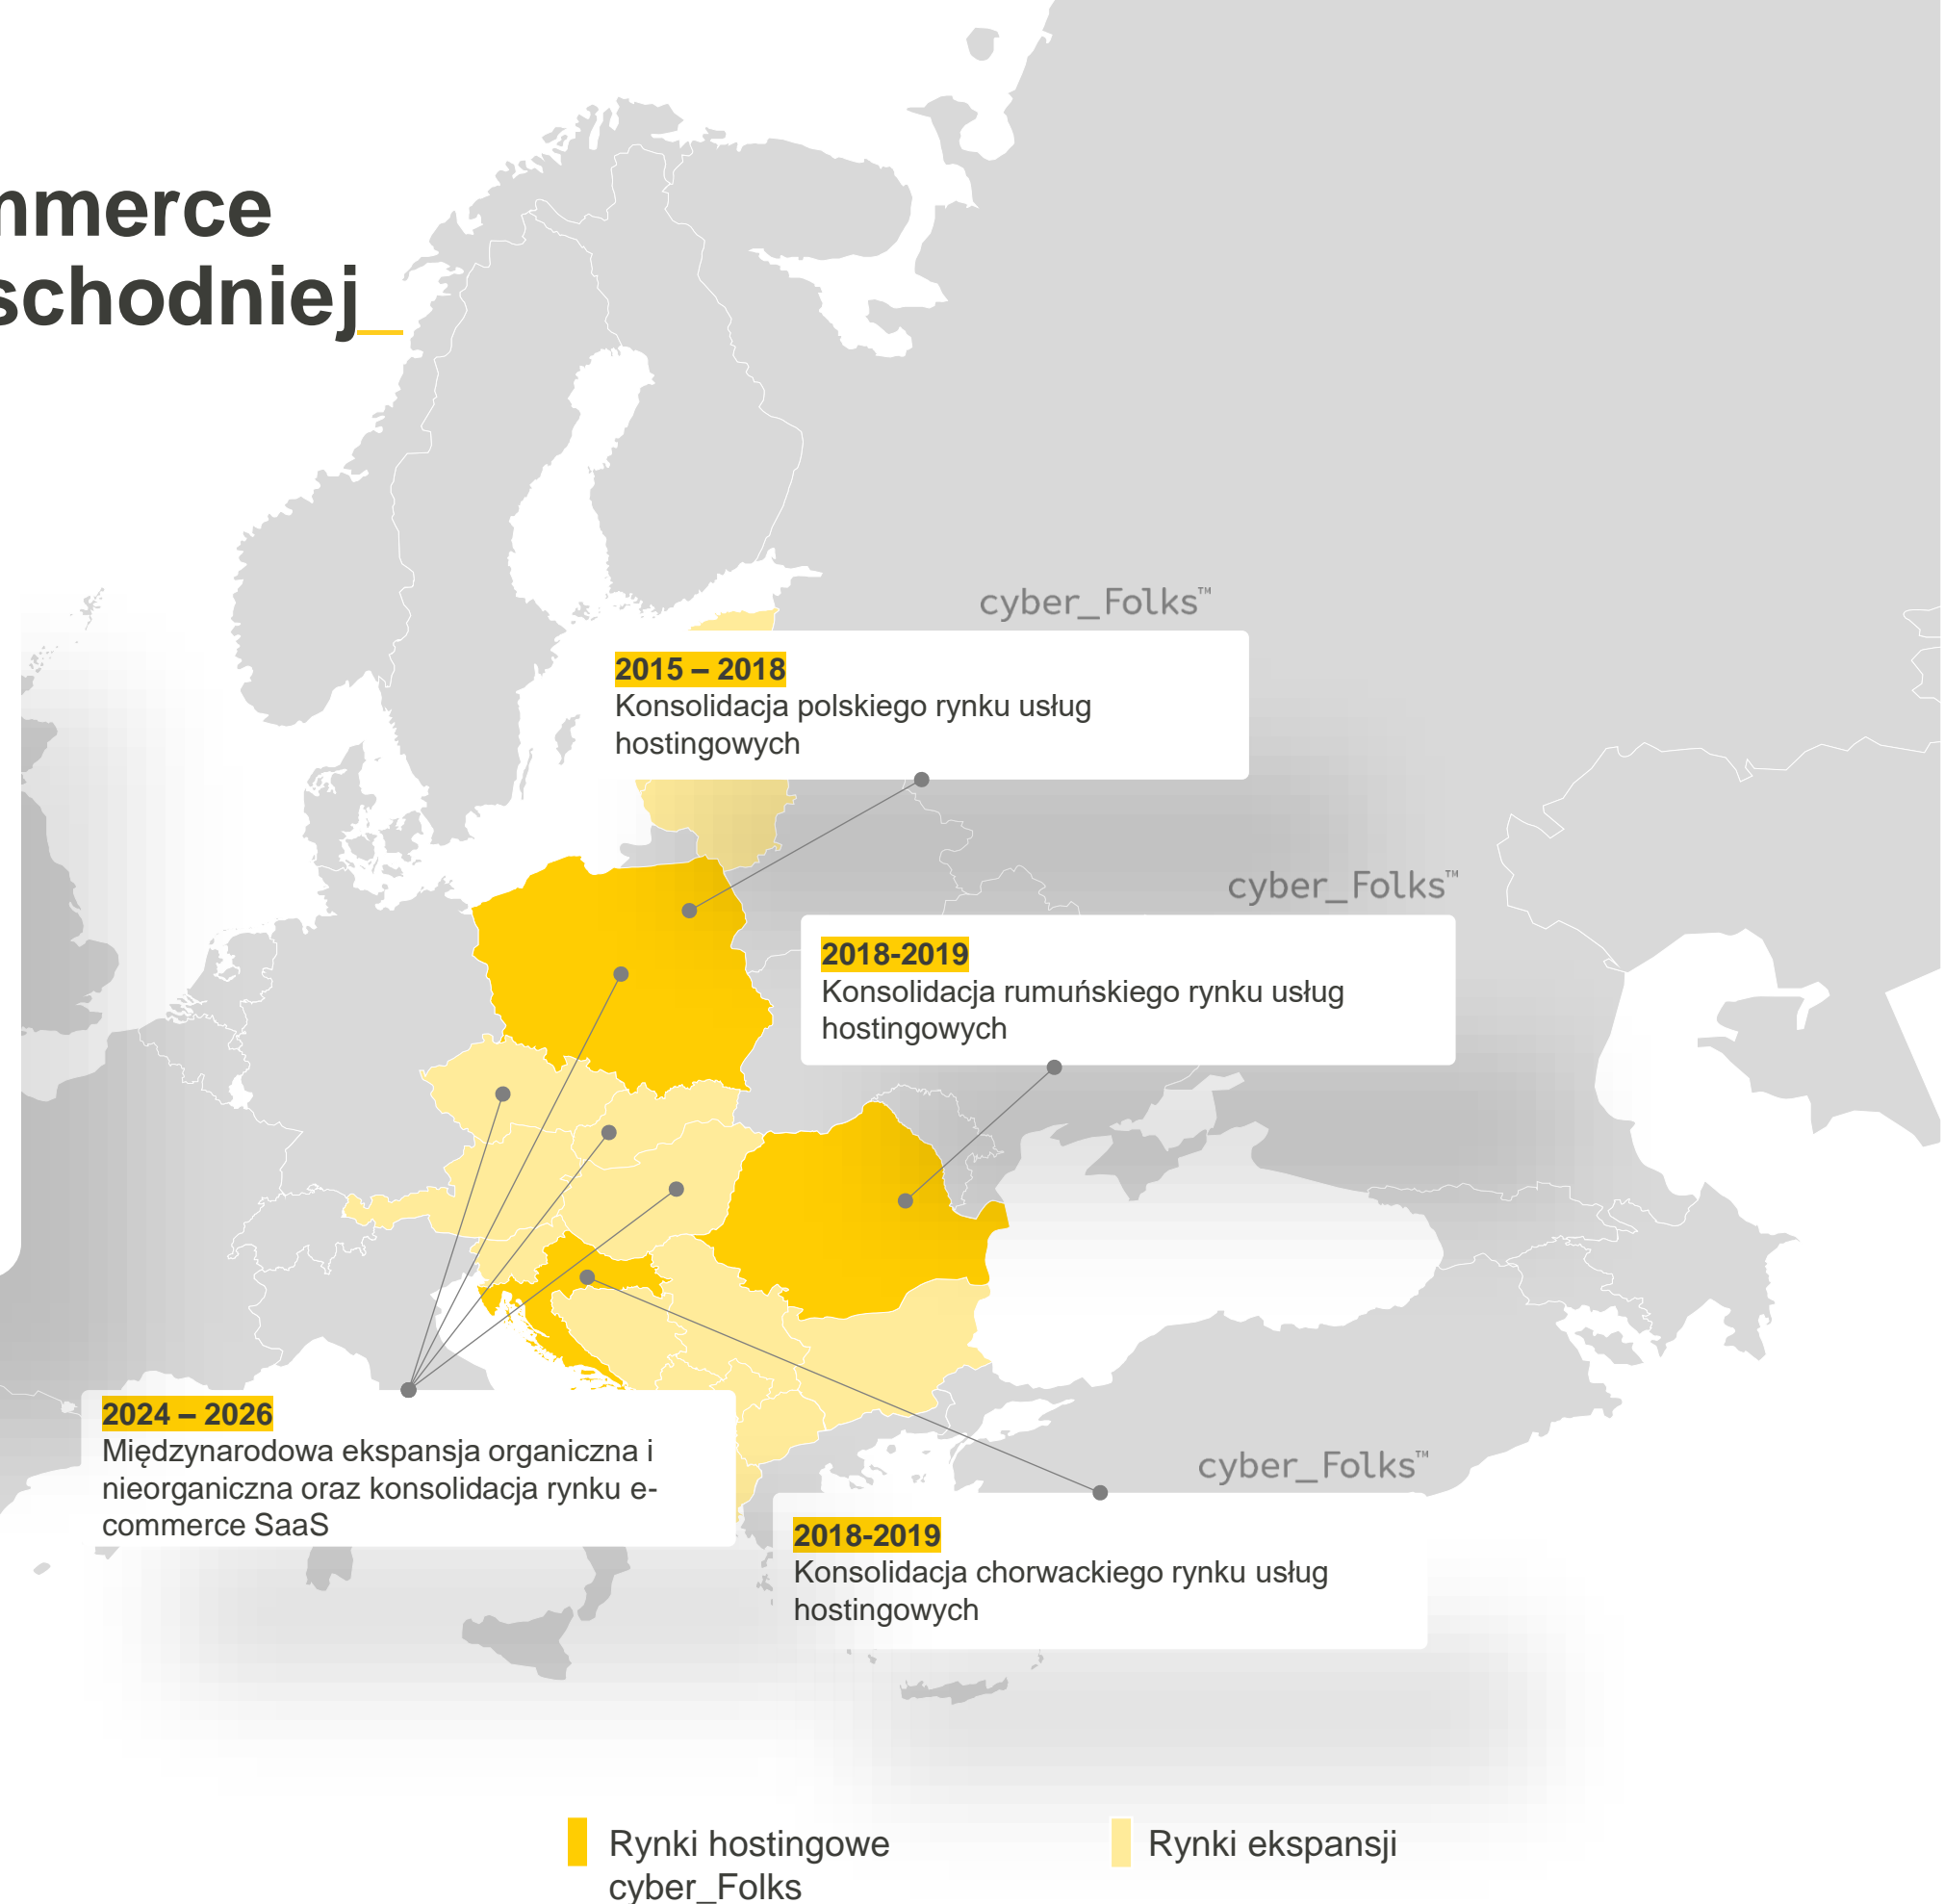 mmerce
schodniej_
cyber_Folks™
2015 – 2018
Konsolidacja polskiego rynku usług
hostingowych
cyber_Folks™
2018-2019
Konsolidacja rumuńskiego rynku usług
hostingowych
2024 – 2026
Międzynarodowa ekspansja organiczna i
nieorganiczna oraz konsolidacja rynku e-
commerce SaaS
cyber_Folks™
2018-2019
Konsolidacja chorwackiego rynku usług
hostingowych
Rynki hostingowe
cyber_Folks
Rynki ekspansji